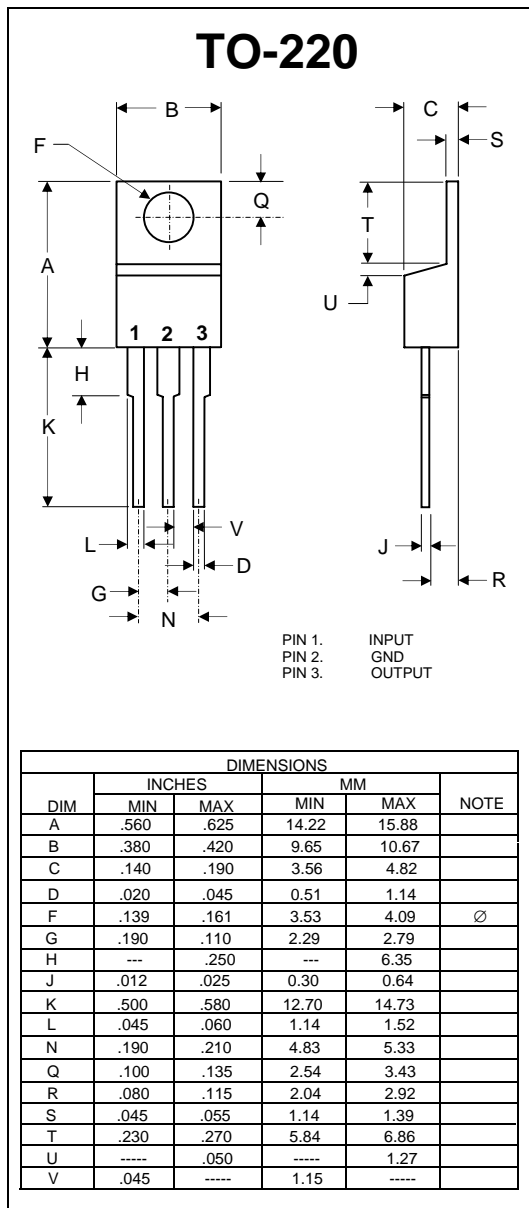 TO-220
B
C
S
F
Q
T
A
U
1 2 3
H
K
L
V
D
J
R
G
N
PIN 1. INPUT
PIN 2. GND
PIN 3. OUTPUT
DIMENSIONS
INCHES MM
DIM MIN MAX MIN MAX NOTE
A .560 .625 14.22 15.88
B .380 .420 9.65 10.67
C .140 .190 3.56 4.82
D .020 .045 0.51 1.14
F .139 .161 3.53 4.09 ∅
G .190 .110 2.29 2.79
H --- .250 --- 6.35
J .012 .025 0.30 0.64
K .500 .580 12.70 14.73
L .045 .060 1.14 1.52
N .190 .210 4.83 5.33
Q .100 .135 2.54 3.43
R .080 .115 2.04 2.92
S .045 .055 1.14 1.39
T .230 .270 5.84 6.86
U ----- .050 ----- 1.27
V .045 ----- 1.15 -----